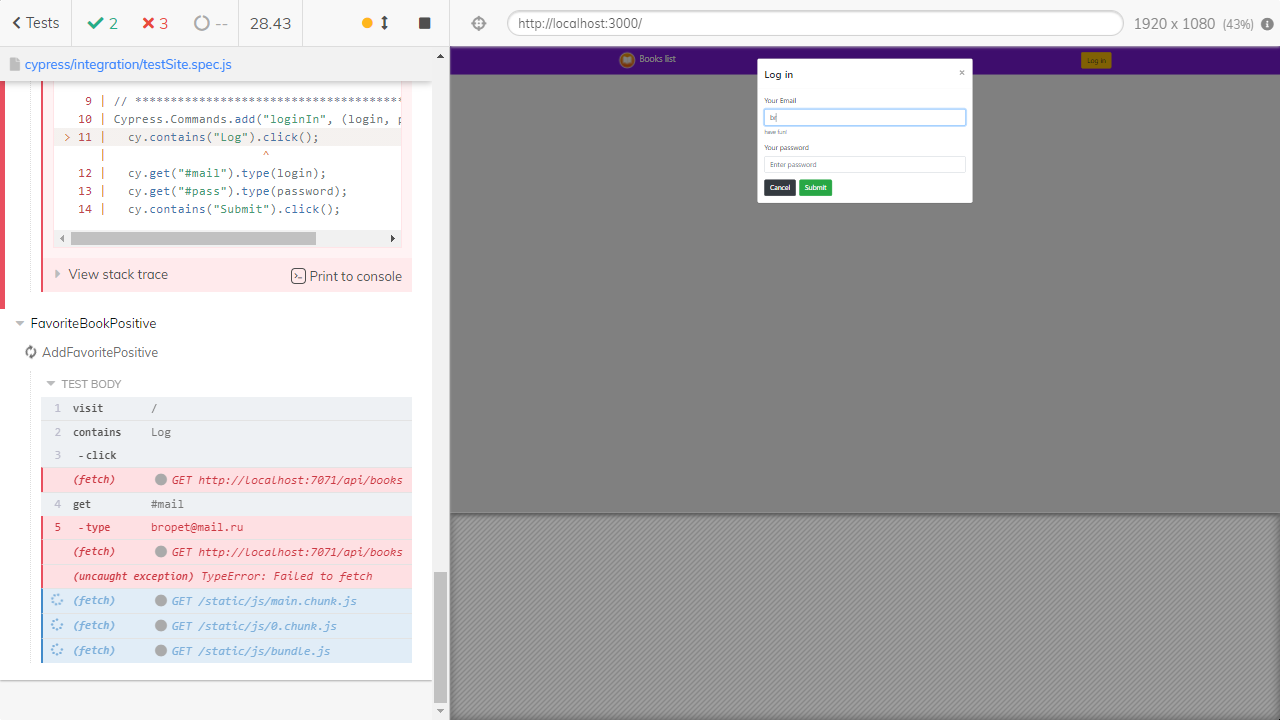 Tests
2
3
--
28.43
http://localhost:3000/
1920 x 1080 (43%)
cypress/integration/testSite.spec.js
9 | // **************************************
10 | Cypress.Commands.add("loginIn", (login, p
> 11 | cy.contains("Log").click();
| ^
12 | cy.get("#mail").type(login);
13 | cy.get("#pass").type(password);
14 | cy.contains("Submit").click();
View stack trace
Print to console
FavoriteBookPositive
AddFavoritePositive
TEST BODY
1 visit /
2 contains Log
3 -click
(fetch) GET http://localhost:7071/api/books
4 get #mail
5 -type bropet@mail.ru
(fetch) GET http://localhost:7071/api/books
(uncaught exception) TypeError: Failed to fetch
(fetch) GET /static/js/main.chunk.js
(fetch) GET /static/js/0.chunk.js
(fetch) GET /static/js/bundle.js
Books list
Log in
Log in
×
Your Email
br
have fun!
Your password
Enter password
Cancel
Submit